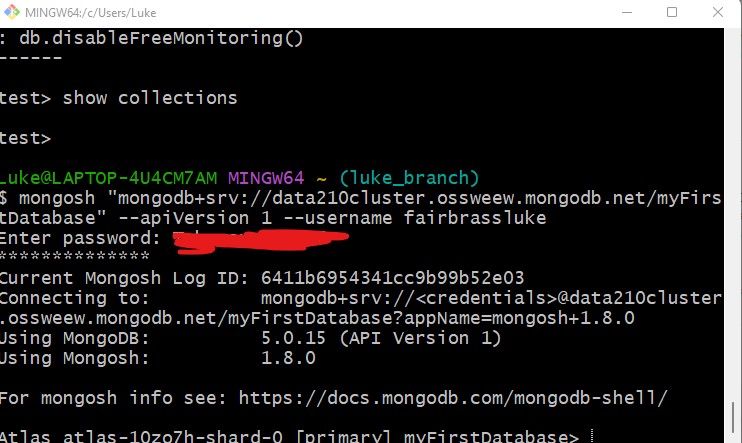 MINGW64:/c/Users/Luke
: db.disableFreeMonitoring()
------
test> show collections
test>
Luke@LAPTOP-4U4CM7AM MINGW64 ~ (luke_branch)
$ mongosh "mongodb+srv://data210cluster.ossweew.mongodb.net/myFirs
tDatabase" --apiVersion 1 --username fairbrassluke
Enter password:
**************
Current Mongosh Log ID: 6411b6954341cc9b99b52e03
Connecting to: mongodb+srv://<credentials>@data210cluster
.ossweew.mongodb.net/myFirstDatabase?appName=mongosh+1.8.0
Using MongoDB: 5.0.15 (API Version 1)
Using Mongosh: 1.8.0
For mongosh info see: https://docs.mongodb.com/mongodb-shell/
Atlas atlas-10zo7h-shard-0 [primary] myFirstDatabase>